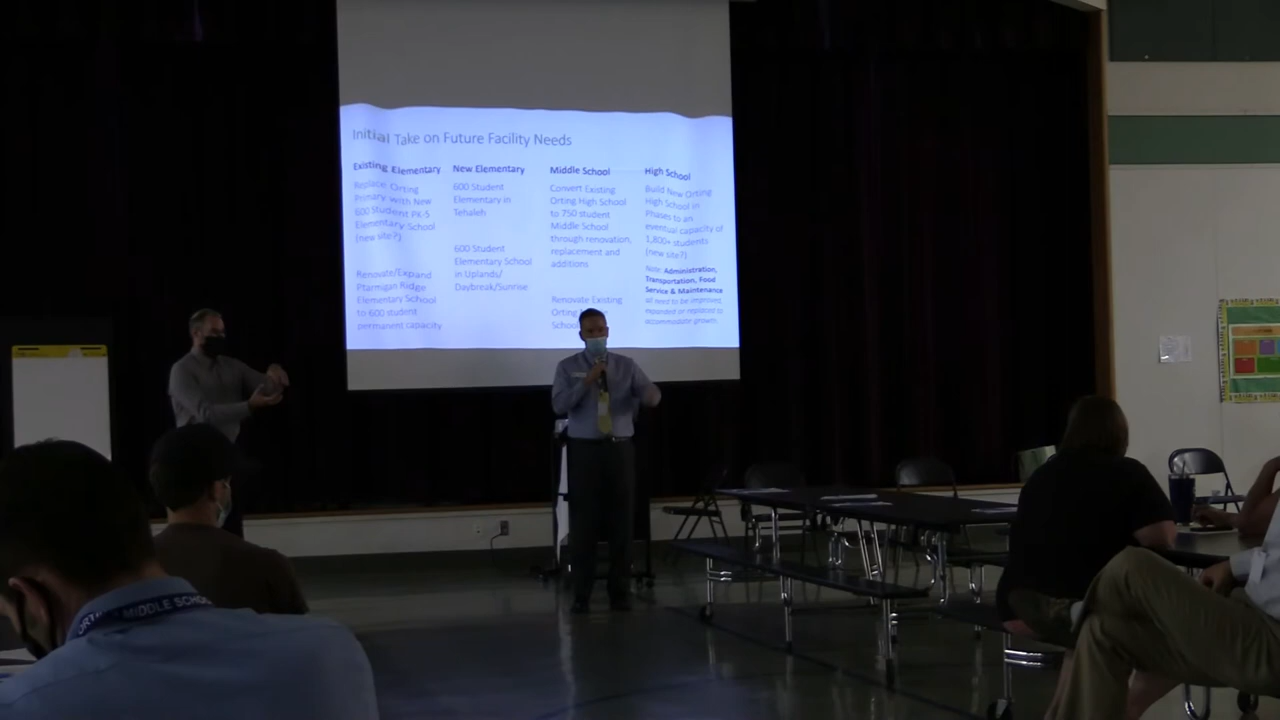 Initial Take on Future Facility Needs
Existing Elementary
Replace Orting
Primary with New
600 Student PK-5
Elementary School
(new site?)
Renovate/Expand
Ptarmigan Ridge
Elementary School
to 600 student
permanent capacity
New Elementary
600 Student
Elementary in
Tehaleh
600 Student
Elementary School
in Uplands/
Daybreak/Sunrise
Middle School
Convert Existing
Orting High School
to 750 student
Middle School
through renovation,
replacement and
additions
Renovate Existing
Orting
School
High School
Build New Orting
High School in
Phases to an
eventual capacity of
1,800+ students
(new site?)
Note: Administration,
Transportation, Food
Service & Maintenance
all need to be improved,
expanded or replaced to
accommodate growth.
MIDDLE SCHOOL